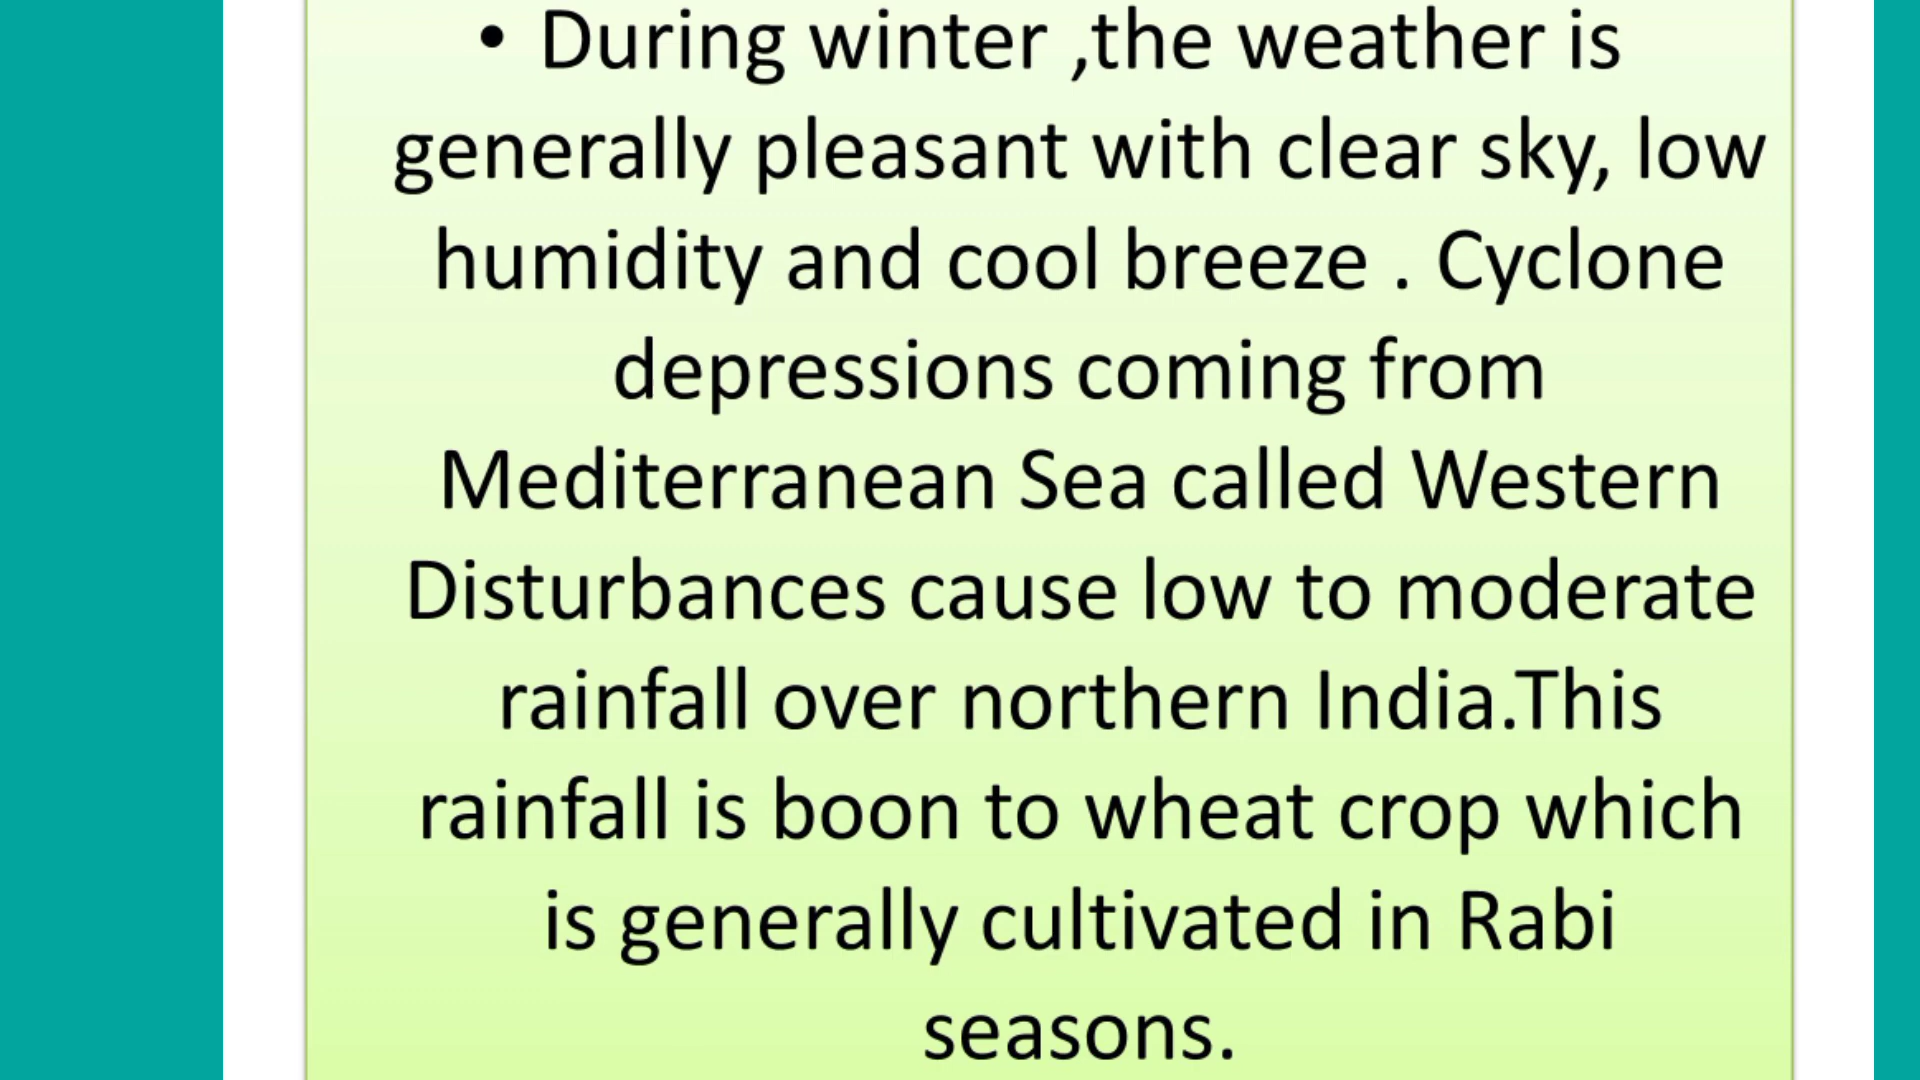 • During winter ,the weather is
generally pleasant with clear sky, low
humidity and cool breeze . Cyclone
depressions coming from
Mediterranean Sea called Western
Disturbances cause low to moderate
rainfall over northern India.This
rainfall is boon to wheat crop which
is generally cultivated in Rabi
seasons.